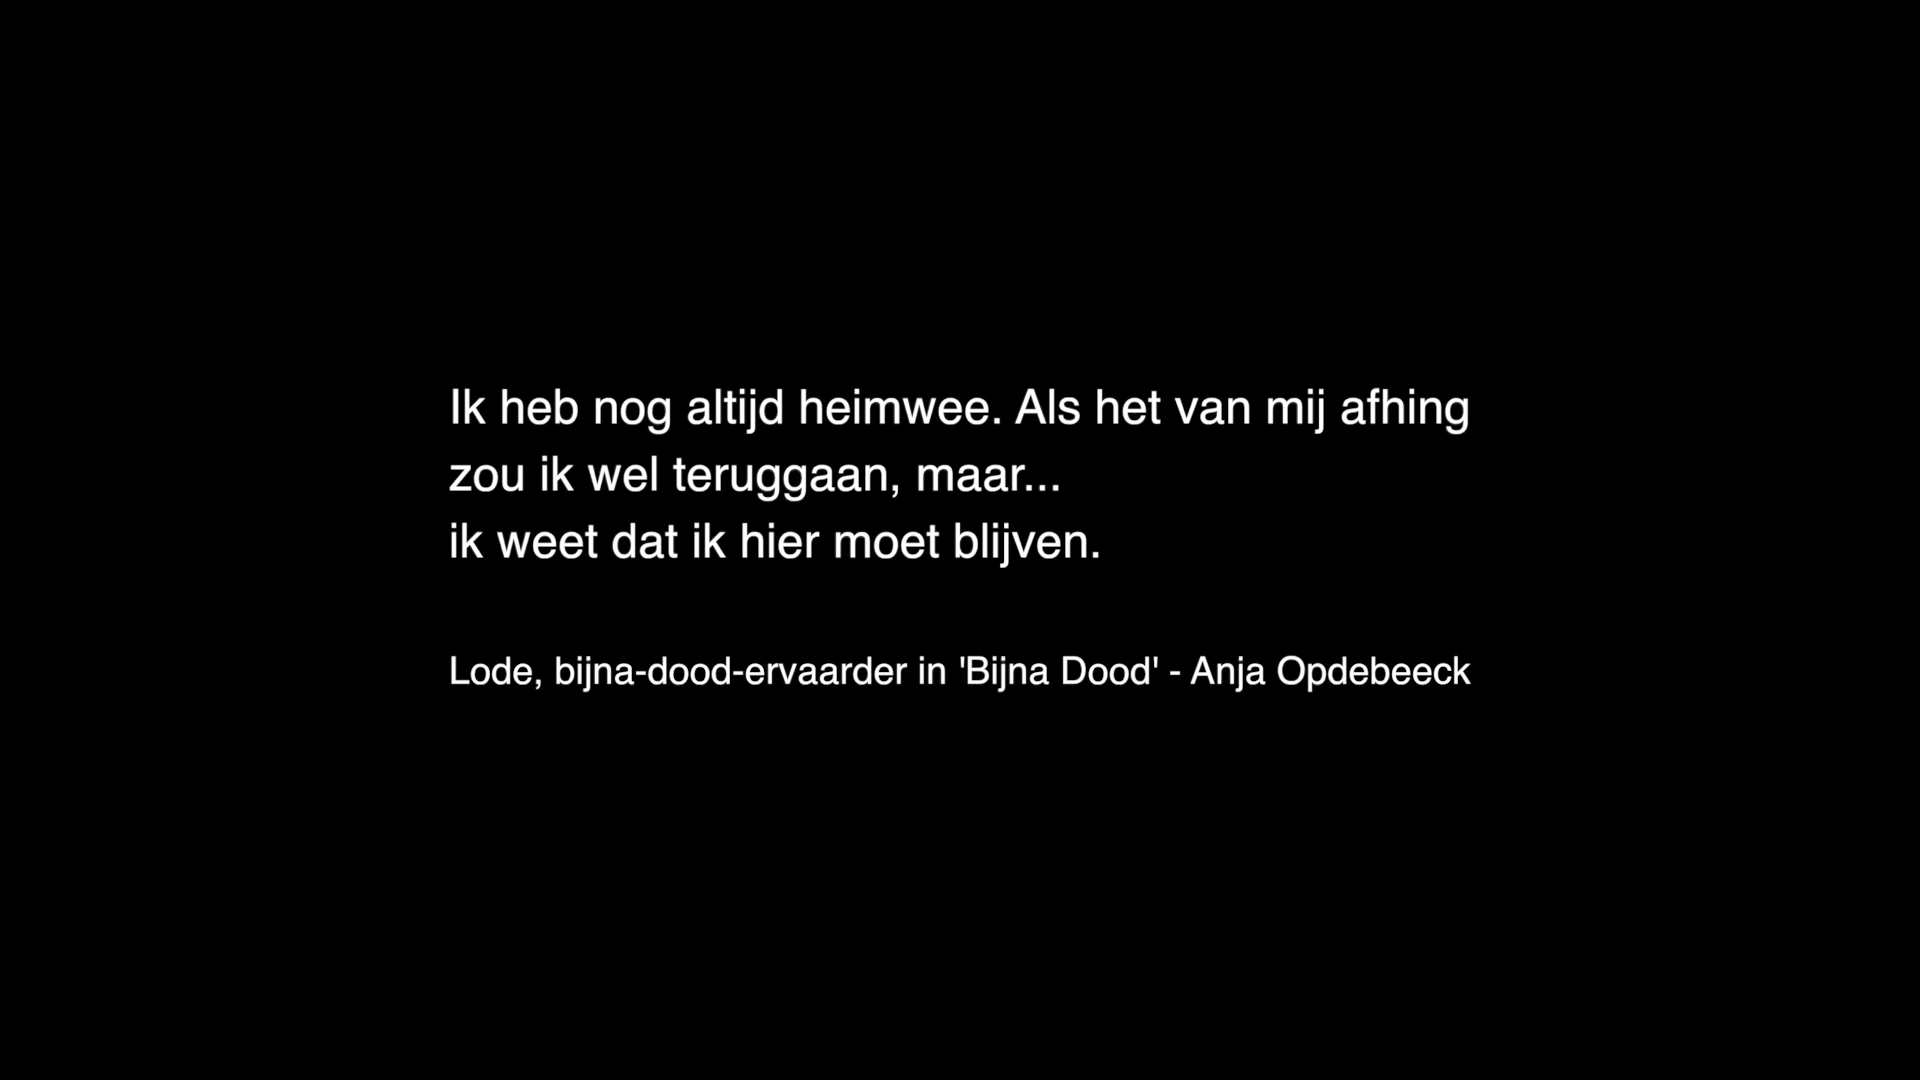 Ik heb nog altijd heimwee. Als het van mij afhing
zou ik wel teruggaan, maar...
ik weet dat ik hier moet blijven.
Lode, bijna-dood-ervaarder in 'Bijna Dood' - Anja Opdebeeck